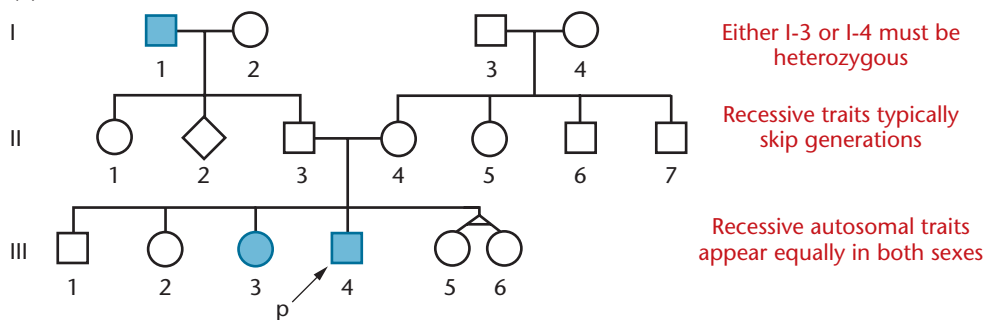 I
1 2 3 4
Either I-3 or I-4 must be
heterozygous
II
1 2 3 4 5 6 7
Recessive traits typically
skip generations
III
1 2 3 4 5 6
p
Recessive autosomal traits
appear equally in both sexes